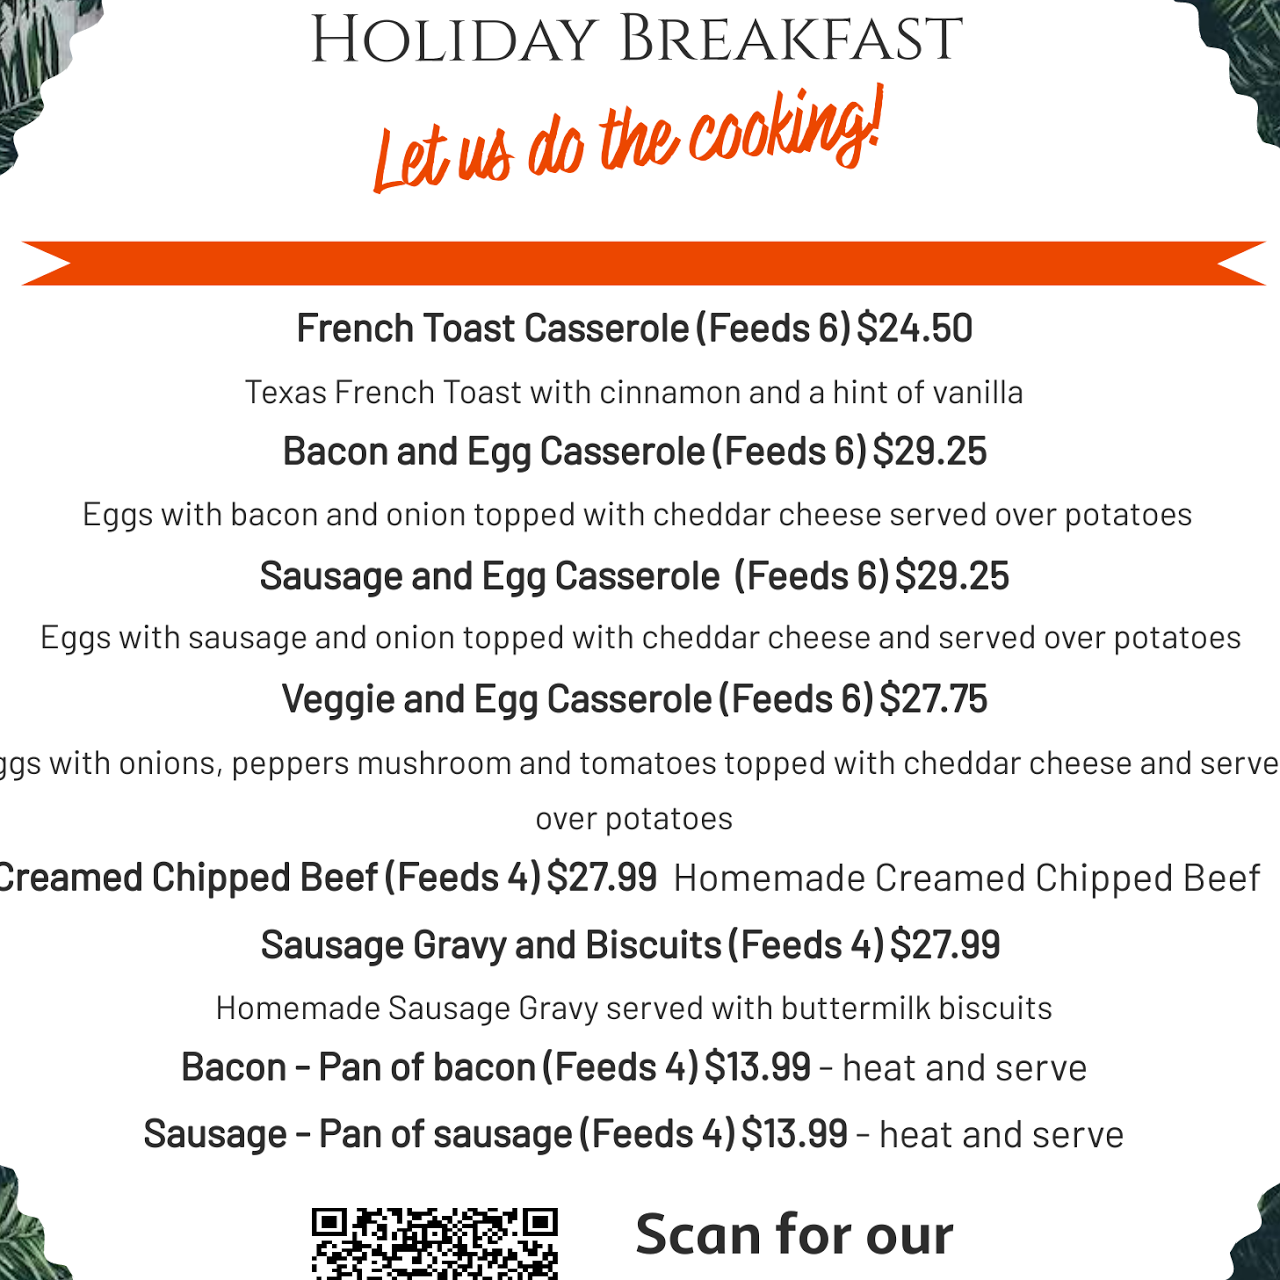 Holiday Breakfast
Let us do the cooking!
French Toast Casserole (Feeds 6) $24.50
Texas French Toast with cinnamon and a hint of vanilla
Bacon and Egg Casserole (Feeds 6) $29.25
Eggs with bacon and onion topped with cheddar cheese served over potatoes
Sausage and Egg Casserole (Feeds 6) $29.25
Eggs with sausage and onion topped with cheddar cheese and served over potatoes
Veggie and Egg Casserole (Feeds 6) $27.75
ggs with onions, peppers mushroom and tomatoes topped with cheddar cheese and serve
over potatoes
Creamed Chipped Beef (Feeds 4) $27.99 Homemade Creamed Chipped Beef
Sausage Gravy and Biscuits (Feeds 4) $27.99
Homemade Sausage Gravy served with buttermilk biscuits
Bacon - Pan of bacon (Feeds 4) $13.99 - heat and serve
Sausage - Pan of sausage (Feeds 4) $13.99 - heat and serve
Scan for our